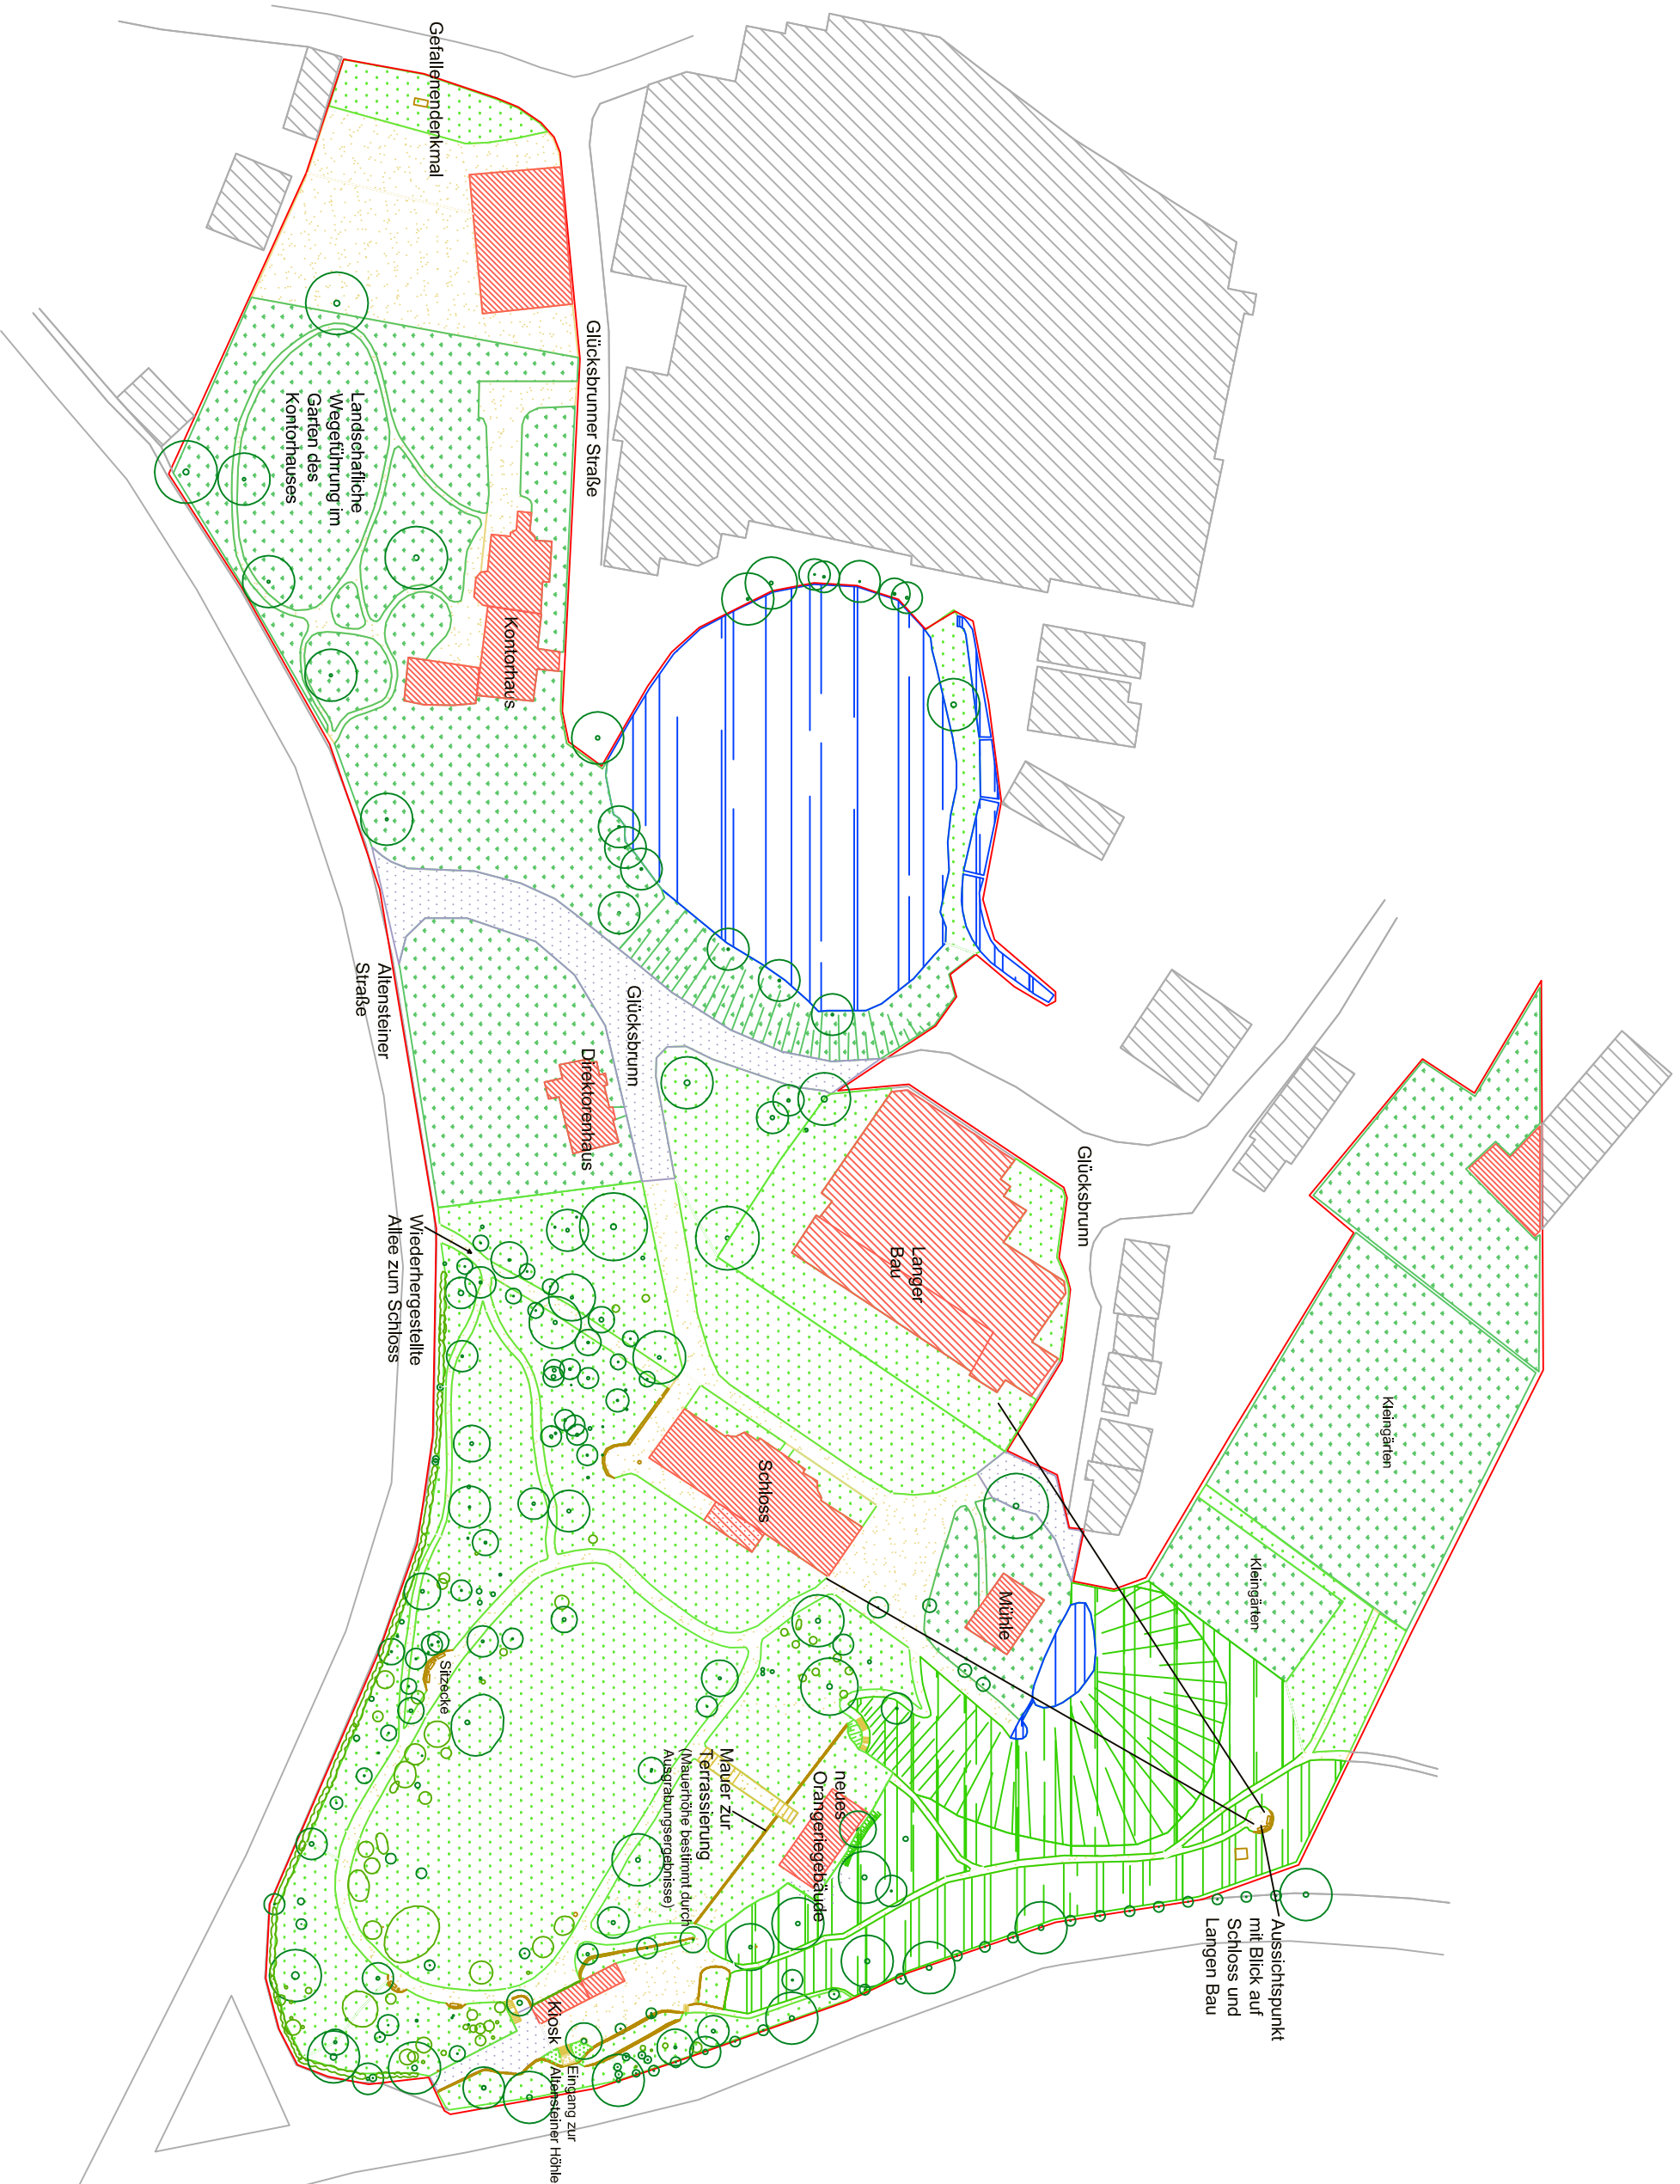 Gefallenendenkmal
Glücksbrunner Straße
Landschafliche
Wegeführung im
Garten des
Kontorhauses
Kontorhaus
Altensteiner
Straße
Glücksbrunn
Direktorenhaus
Glücksbrunn
Langer
Bau
Wiederhergestellte
Allee zum Schloss
Kleingärten
Schloss
Kleingärten
Mühle
Sitzecke
Mauer zur
Terrassierung
(Mauerhöhe bestimmt durch
Ausgrabungsergebnisse)
neues
Orangeriegebäude
Aussichtspunkt
mit Blick auf
Schloss und
Langen Bau
Kiosk
Eingang zur
Altensteiner Höhle